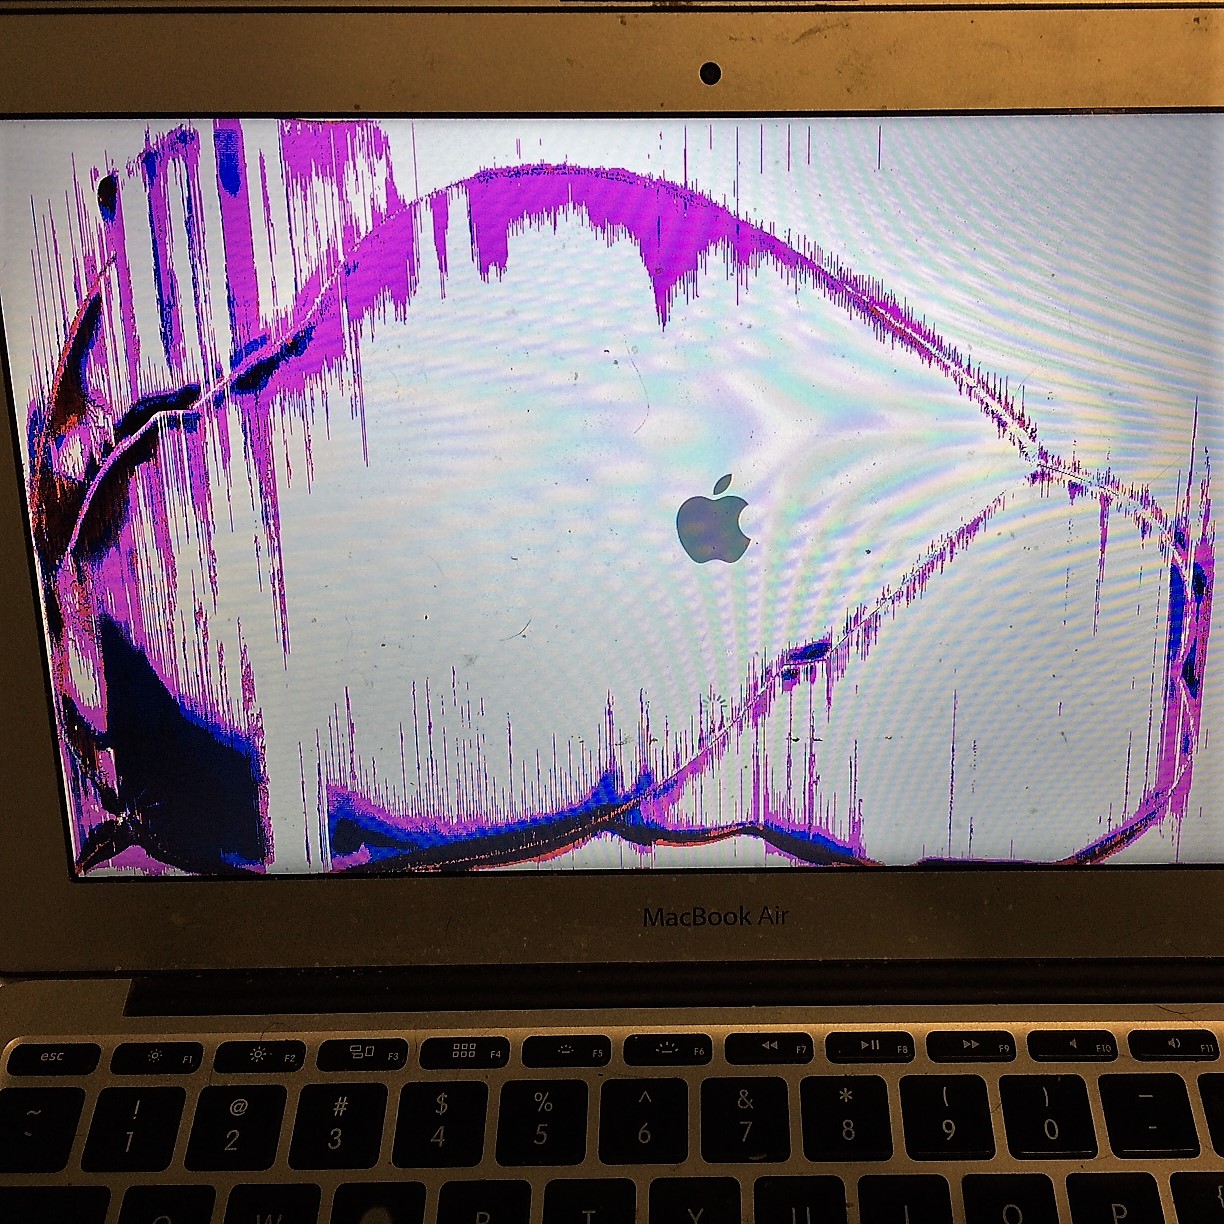 MacBook Air
esc F1 F2 F3 F4 F5 F6 F7 F8 F9 F10 F11
~ ! @ # $ % ^ & * ( ) —
` 1 2 3 4 5 6 7 8 9 0 -
Q W R T Y U I O P {